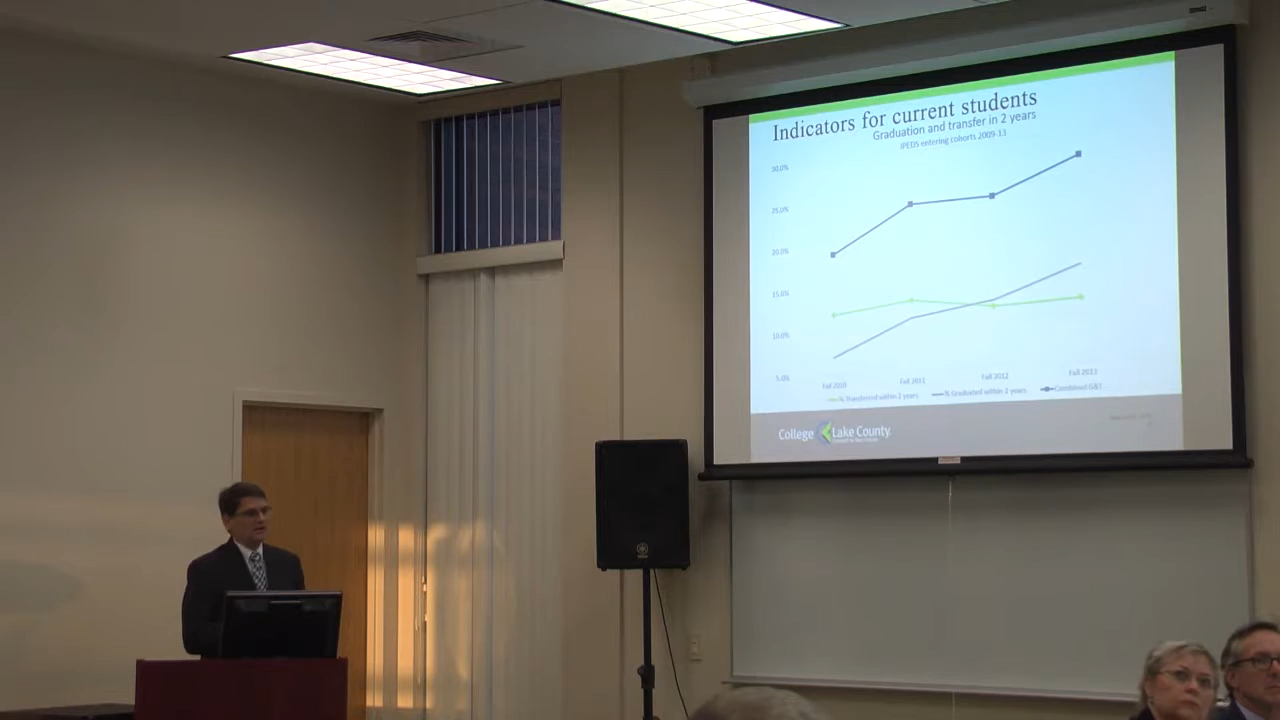 Indicators for current students
Graduation and transfer in 2 years
IPEDS entering cohorts 2009-13
30.0%
25.0%
20.0%
15.0%
10.0%
5.0%
Fall 2010 Fall 2011 Fall 2012 Fall 2013
% Transferred within 2 years % Graduated within 2 years Combined G&T
College Lake County